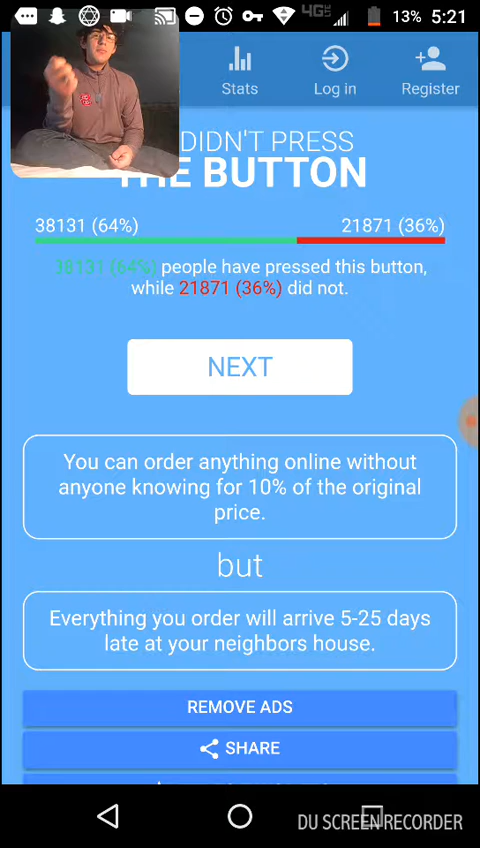 4G
13% 5:21
Stats
Log in
Register
DIDN'T PRESS
THE BUTTON
38131 (64%)
21871 (36%)
38131 (64%) people have pressed this button,
while 21871 (36%) did not.
NEXT
You can order anything online without
anyone knowing for 10% of the original
price.
but
Everything you order will arrive 5-25 days
late at your neighbors house.
REMOVE ADS
SHARE
DU SCREEN RECORDER